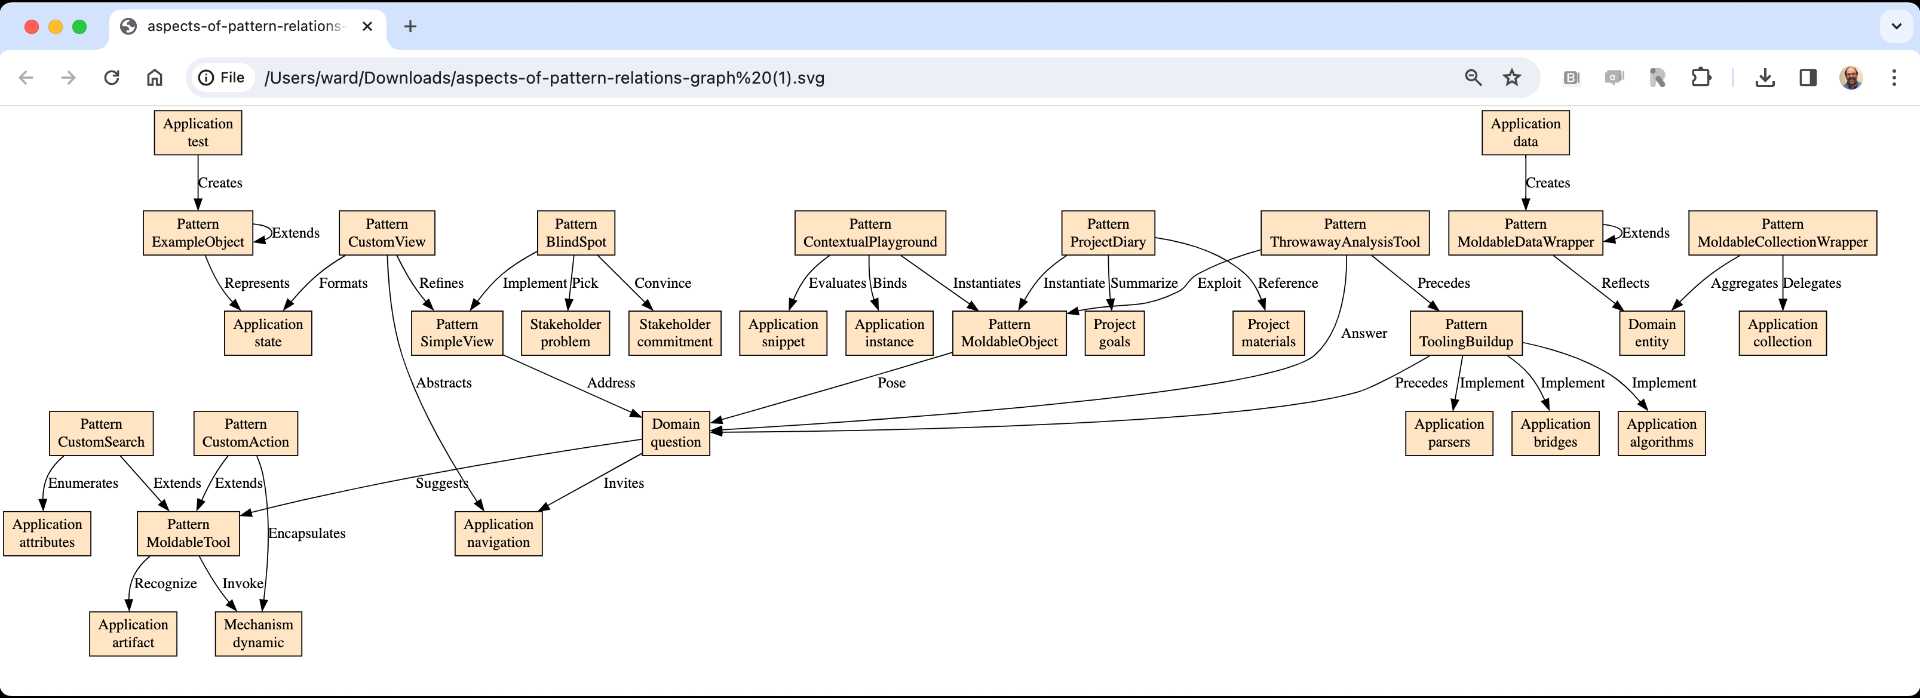 aspects-of-pattern-relations-
File
/Users/ward/Downloads/aspects-of-pattern-relations-graph%20(1).svg
Application
test
Application
data
Creates
Creates
Pattern
ExampleObject
Extends
Pattern
CustomView
Pattern
BlindSpot
Pattern
ContextualPlayground
Pattern
ProjectDiary
Pattern
ThrowawayAnalysisTool
Pattern
MoldableDataWrapper
Extends
Pattern
MoldableCollectionWrapper
Represents
Formats
Refines
Implement
Pick
Convince
Evaluates
Binds
Instantiates
Instantiate
Summarize
Exploit
Reference
Precedes
Reflects
Aggregates
Delegates
Application
state
Pattern
SimpleView
Stakeholder
problem
Stakeholder
commitment
Application
snippet
Application
instance
Pattern
MoldableObject
Project
goals
Project
materials
Answer
Pattern
ToolingBuildup
Domain
entity
Application
collection
Abstracts
Address
Pose
Precedes
Implement
Implement
Implement
Pattern
CustomSearch
Pattern
CustomAction
Domain
question
Application
parsers
Application
bridges
Application
algorithms
Enumerates
Extends
Extends
Suggests
Invites
Application
attributes
Pattern
MoldableTool
Encapsulates
Application
navigation
Recognize
Invoke
Application
artifact
Mechanism
dynamic